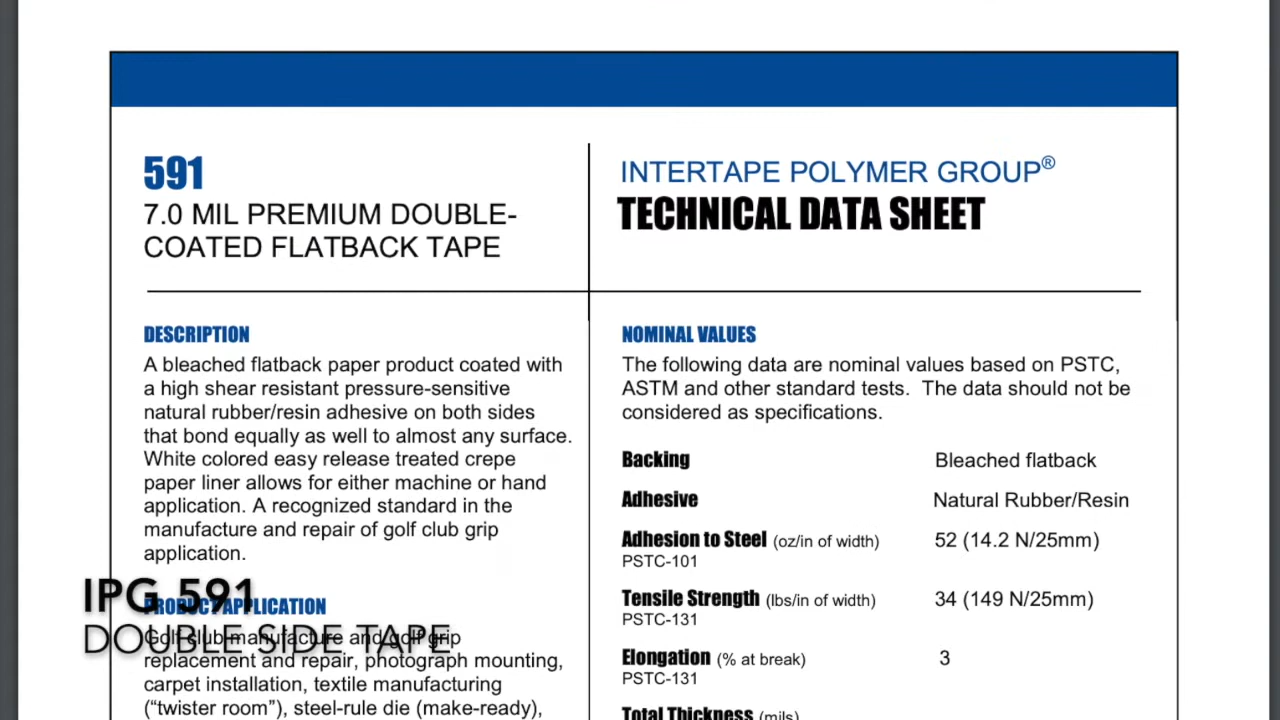 591
7.0 MIL PREMIUM DOUBLE-
COATED FLATBACK TAPE
INTERTAPE POLYMER GROUP®
TECHNICAL DATA SHEET
DESCRIPTION
A bleached flatback paper product coated with
a high shear resistant pressure-sensitive
natural rubber/resin adhesive on both sides
that bond equally as well to almost any surface.
White colored easy release treated crepe
paper liner allows for either machine or hand
application. A recognized standard in the
manufacture and repair of golf club grip
application.
PRODUCT APPLICATION
Golf club manufacture and golf grip
replacement and repair, photograph mounting,
carpet installation, textile manufacturing
(“twister room”), steel-rule die (make-ready),
IPG 591
DOUBLE SIDE TAPE
NOMINAL VALUES
The following data are nominal values based on PSTC,
ASTM and other standard tests. The data should not be
considered as specifications.
Backing Bleached flatback
Adhesive Natural Rubber/Resin
Adhesion to Steel (oz/in of width) 52 (14.2 N/25mm)
PSTC-101
Tensile Strength (lbs/in of width) 34 (149 N/25mm)
PSTC-131
Elongation (% at break) 3
PSTC-131
Total Thickness (mils)